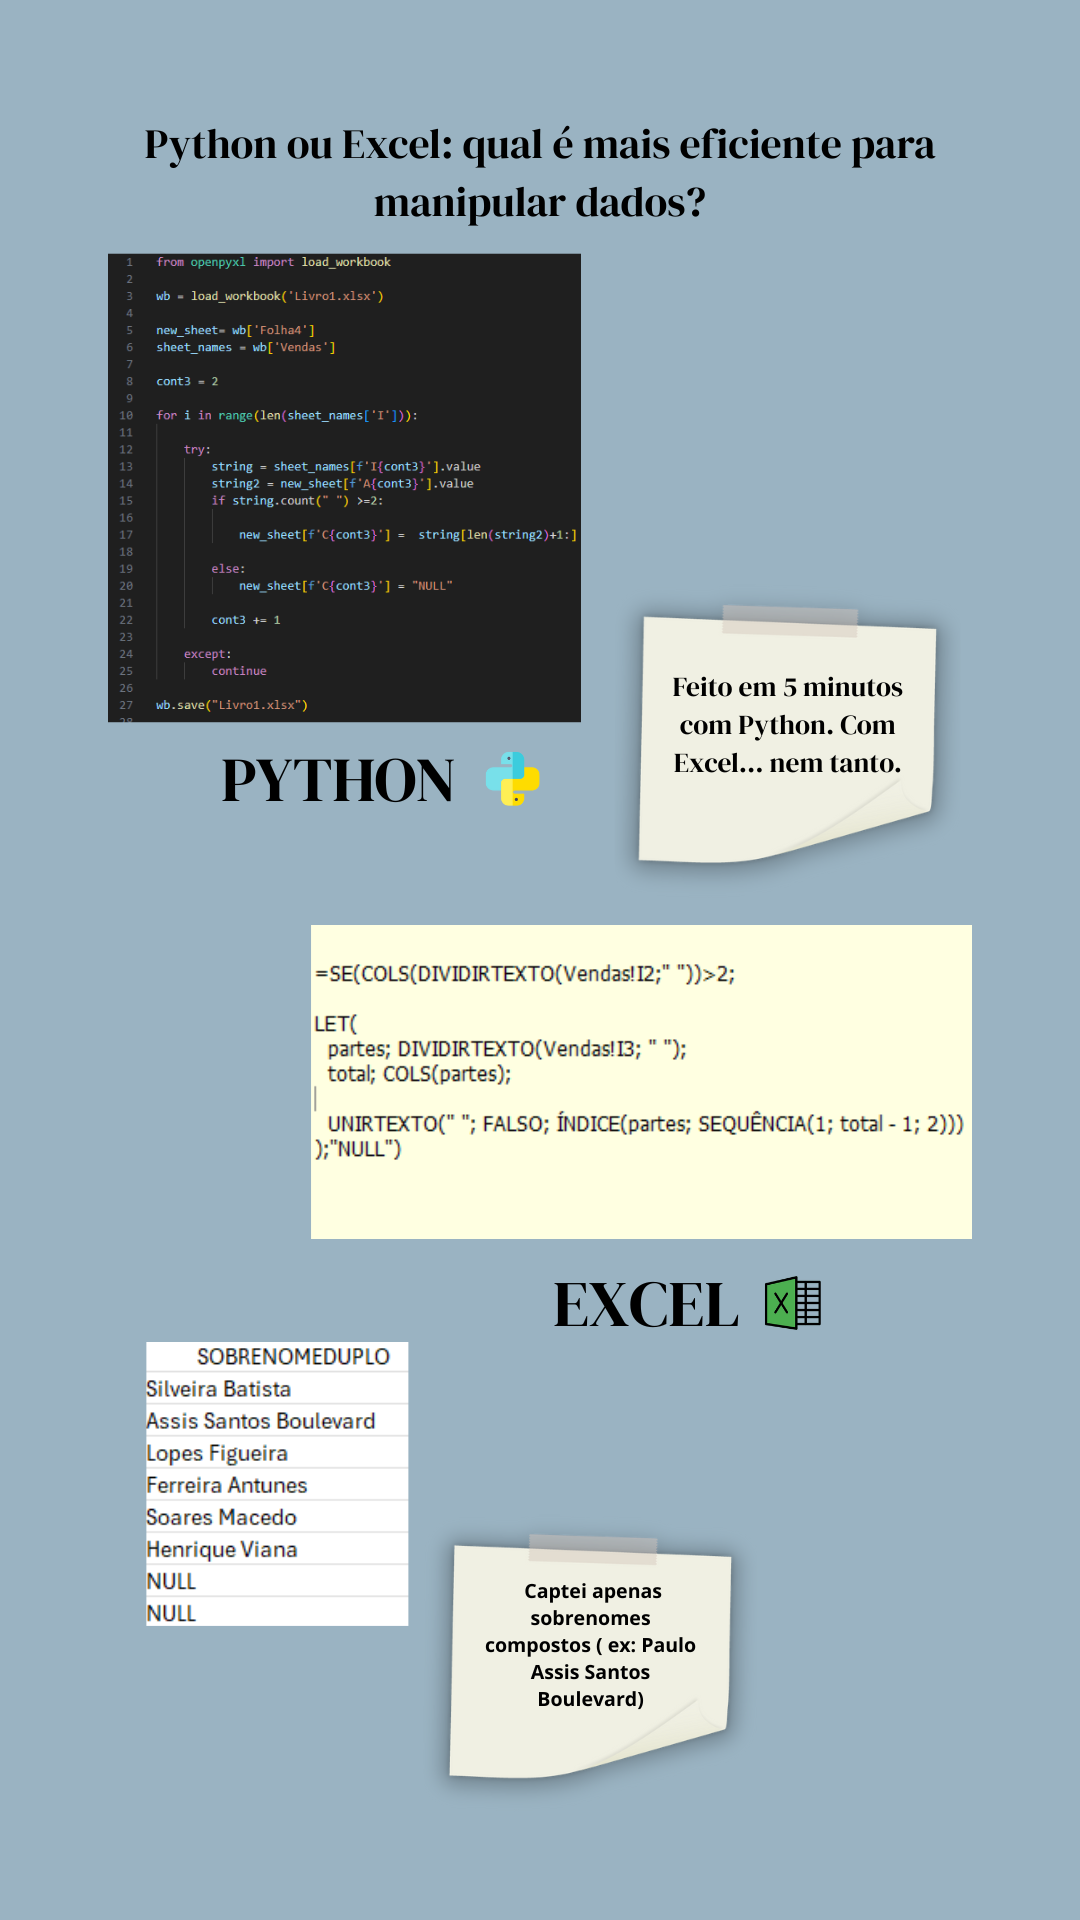 Python ou Excel: qual é mais eficiente para
manipular dados?
1 from openpyxl import load_workbook
2
3 wb = load_workbook('Livro1.xlsx')
4
5 new_sheet= wb['Folha4']
6 sheet_names = wb['Vendas']
7
8 cont3 = 2
9
10 for i in range(len(sheet_names['I'])):
11
12 try:
13 string = sheet_names[f'I{cont3}'].value
14 string2 = new_sheet[f'A{cont3}'].value
15 if string.count(" ") >=2:
16
17 new_sheet[f'C{cont3}'] =  string[len(string2)+1:]
18
19 else:
20 new_sheet[f'C{cont3}'] = "NULL"
21
22 cont3 += 1
23
24 except:
25 continue
26
27 wb.save("Livro1.xlsx")
28
PYTHON
Feito em 5 minutos
com Python. Com
Excel... nem tanto.
=SE(COLS(DIVIDIRTEXTO(Vendas!I2;" "))>2;
LET(
partes; DIVIDIRTEXTO(Vendas!I3; " ");
total; COLS(partes);
UNIRTEXTO(" "; FALSO; ÍNDICE(partes; SEQUÊNCIA(1; total - 1; 2)))
);"NULL")
EXCEL
X
SOBRENOMEDUPLO
Silveira Batista
Assis Santos Boulevard
Lopes Figueira
Ferreira Antunes
Soares Macedo
Henrique Viana
NULL
NULL
Captei apenas
sobrenomes
compostos ( ex: Paulo
Assis Santos
Boulevard)